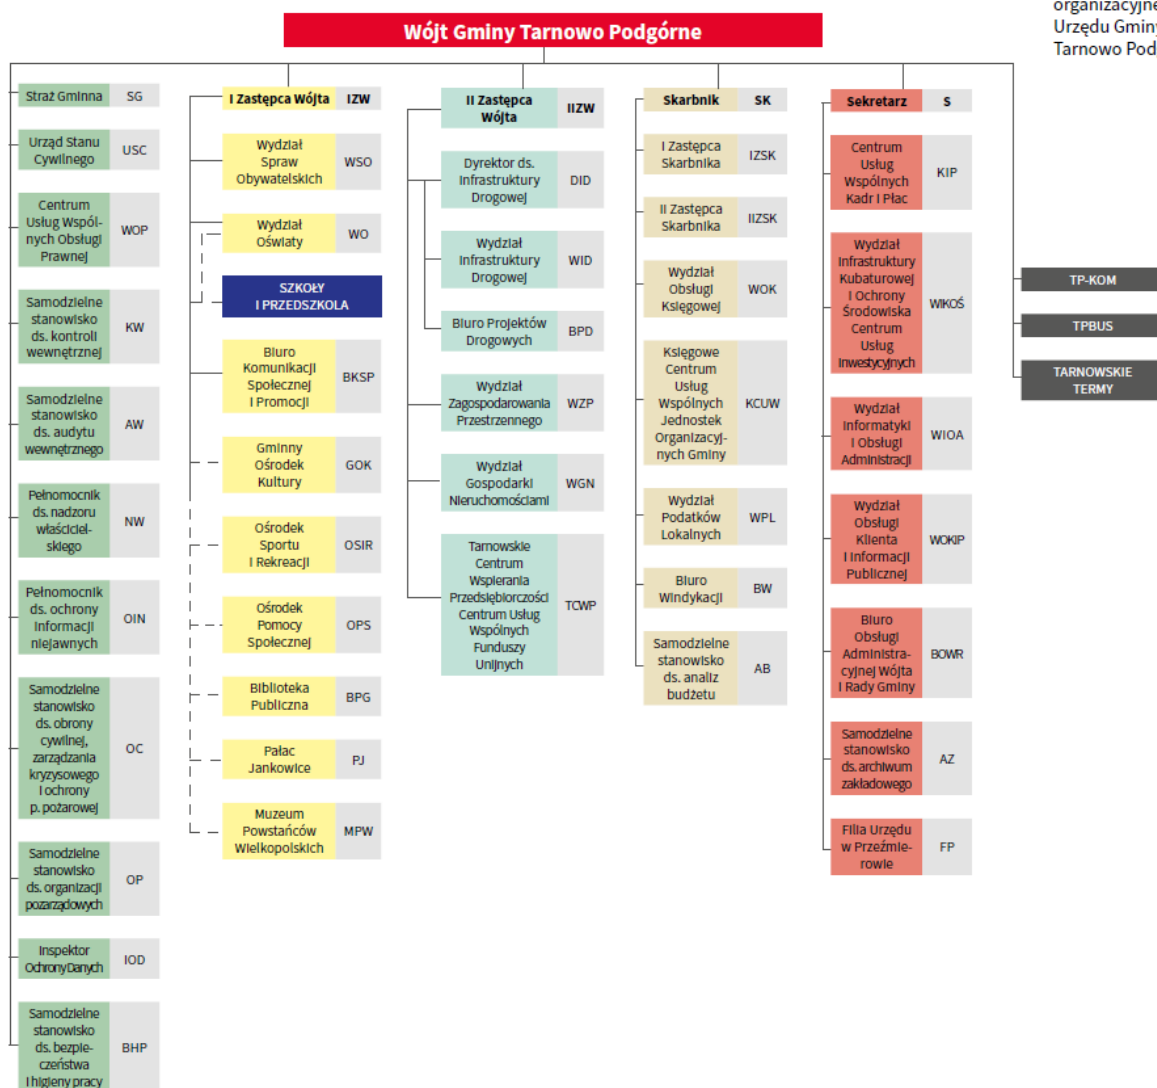 organizacyjne
Urzędu Gminy
Tarnowo Pod
Wójt Gminy Tarnowo Podgórne
Straż Gminna SG
Urząd Stanu
Cywilnego
USC
Centrum
Usług Wspól-
nych Obsługi
Prawnej
WOP
Samodzielne
stanowisko
ds. kontroli
wewnętrznej
KW
Samodzielne
stanowisko
ds. audytu
wewnętrznego
AW
Pełnomocnik
ds. nadzoru
właściciel-
skiego
NW
Pełnomocnik
ds. ochrony
Informacji
niejawnych
OIN
Samodzielne
stanowisko
ds. obrony
cywilnej,
zarządzania
kryzysowego
I ochrony
p. pożarowej
OC
Samodzielne
stanowisko
ds. organizacji
pozarządowych
OP
Inspektor
Ochrony Danych
IOD
Samodzielne
stanowisko
ds. bezpie-
czeństwa
I higieny pracy
BHP
I Zastępca Wójta IZW
Wydział
Spraw
Obywatelskich
WSO
Wydział
Oświaty
WO
SZKOŁY
I PRZEDSZKOLA
Biuro
Komunikacji
Społecznej
I Promocji
BKSP
Gminny
Ośrodek
Kultury
GOK
Ośrodek
Sportu
I Rekreacji
OSIR
Ośrodek
Pomocy
Społecznej
OPS
Biblioteka
Publiczna
BPG
Pałac
Jankowice
PJ
Muzeum
Powstańców
Wielkopolskich
MPW
II Zastępca
Wójta
IIZW
Dyrektor ds.
Infrastruktury
Drogowej
DID
Wydział
Infrastruktury
Drogowej
WID
Biuro Projektów
Drogowych
BPD
Wydział
Zagospodarowania
Przestrzennego
WZP
Wydział
Gospodarki
Nieruchomościami
WGN
Tarnowskie
Centrum
Wspierania
Przedsiębiorczości
Centrum Usług
Wspólnych
Funduszy
Unijnych
TCWP
Skarbnik SK
I Zastępca
Skarbnika
IZSK
II Zastępca
Skarbnika
IIZSK
Wydział
Obsługi
Księgowej
WOK
Księgowe
Centrum
Usług
Wspólnych
Jednostek
Organizacyj-
nych Gminy
KCUW
Wydział
Podatków
Lokalnych
WPL
Biuro
Windykacji
BW
Samodzielne
stanowisko
ds. analiz
budżetu
AB
Sekretarz S
Centrum
Usług
Wspólnych
Kadr I Płac
KIP
Wydział
Infrastruktury
Kubaturowej
I Ochrony
Środowiska
Centrum
Usług
Inwestycyjnych
WIKOŚ
Wydział
Informatyki
I Obsługi
Administracji
WIOA
Wydział
Obsługi
Klienta
I Informacji
Publicznej
WOKIP
Biuro
Obsługi
Administra-
cyjnej Wójta
I Rady Gminy
BOWR
Samodzielne
stanowisko
ds. archiwum
zakładowego
AZ
Filia Urzędu
w Przeźmie-
rowie
FP
TP-KOM
TPBUS
TARNOWSKIE
TERMY